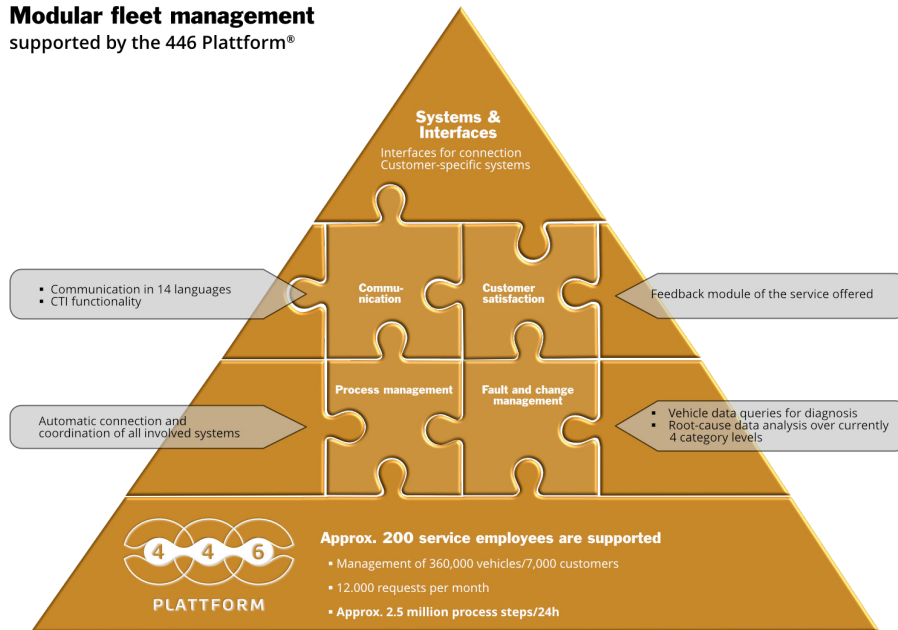 Modular fleet management
supported by the 446 Plattform®
Systems &
Interfaces
Interfaces for connection
Customer-specific systems
▪ Communication in 14 languages
▪ CTI functionality
Commu-
nication
Customer
satisfaction
Feedback module of the service offered
Automatic connection and
coordination of all involved systems
Process management
Fault and change
management
▪ Vehicle data queries for diagnosis
▪ Root-cause data analysis over currently
4 category levels
4 4 6
PLATTFORM
Approx. 200 service employees are supported
▪ Management of 360,000 vehicles/7,000 customers
▪ 12.000 requests per month
▪ Approx. 2.5 million process steps/24h